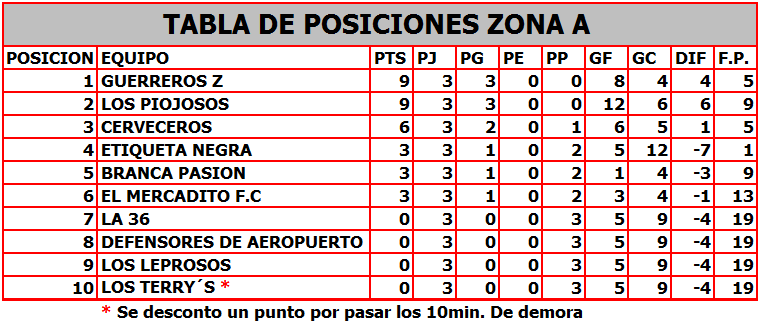 TABLA DE POSICIONES ZONA A
POSICION EQUIPO PTS PJ PG PE PP GF GC DIF F.P.
1 GUERREROS Z 9 3 3 0 0 8 4 4 5
2 LOS PIOJOSOS 9 3 3 0 0 12 6 6 9
3 CERVECEROS 6 3 2 0 1 6 5 1 5
4 ETIQUETA NEGRA 3 3 1 0 2 5 12 -7 1
5 BRANCA PASION 3 3 1 0 2 1 4 -3 9
6 EL MERCADITO F.C 3 3 1 0 2 3 4 -1 13
7 LA 36 0 3 0 0 3 5 9 -4 19
8 DEFENSORES DE AEROPUERTO 0 3 0 0 3 5 9 -4 19
9 LOS LEPROSOS 0 3 0 0 3 5 9 -4 19
10 LOS TERRY´S * 0 3 0 0 3 5 9 -4 19
* Se desconto un punto por pasar los 10min. De demora